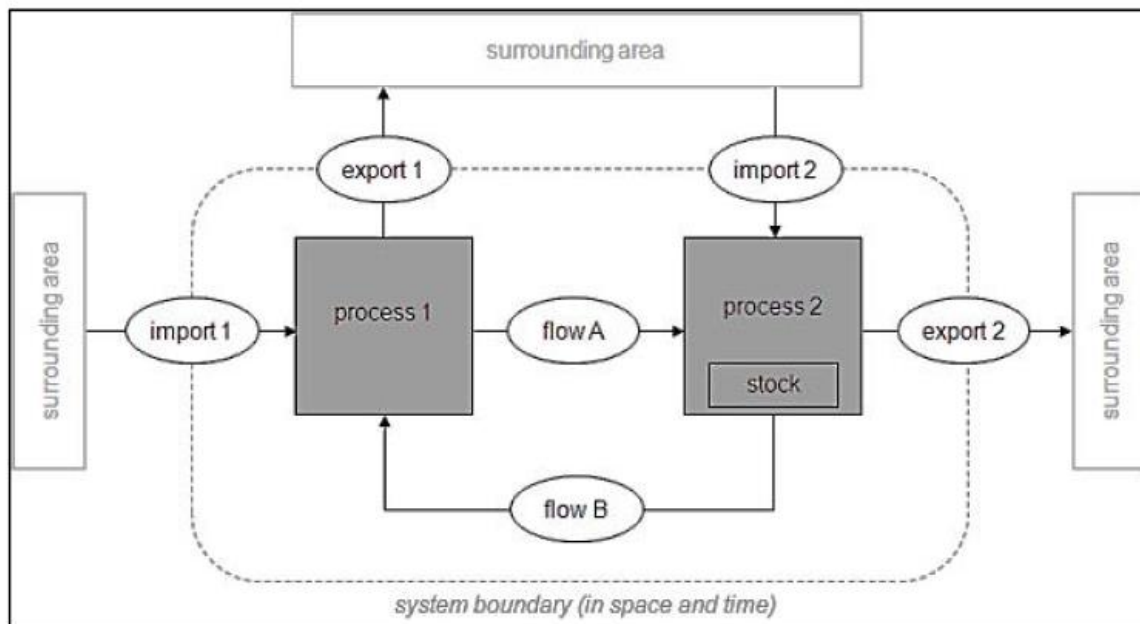 surrounding area
export 1
import 2
surrounding area
import 1
process 1
flow A
process 2
stock
export 2
surrounding area
flow B
system boundary (in space and time)